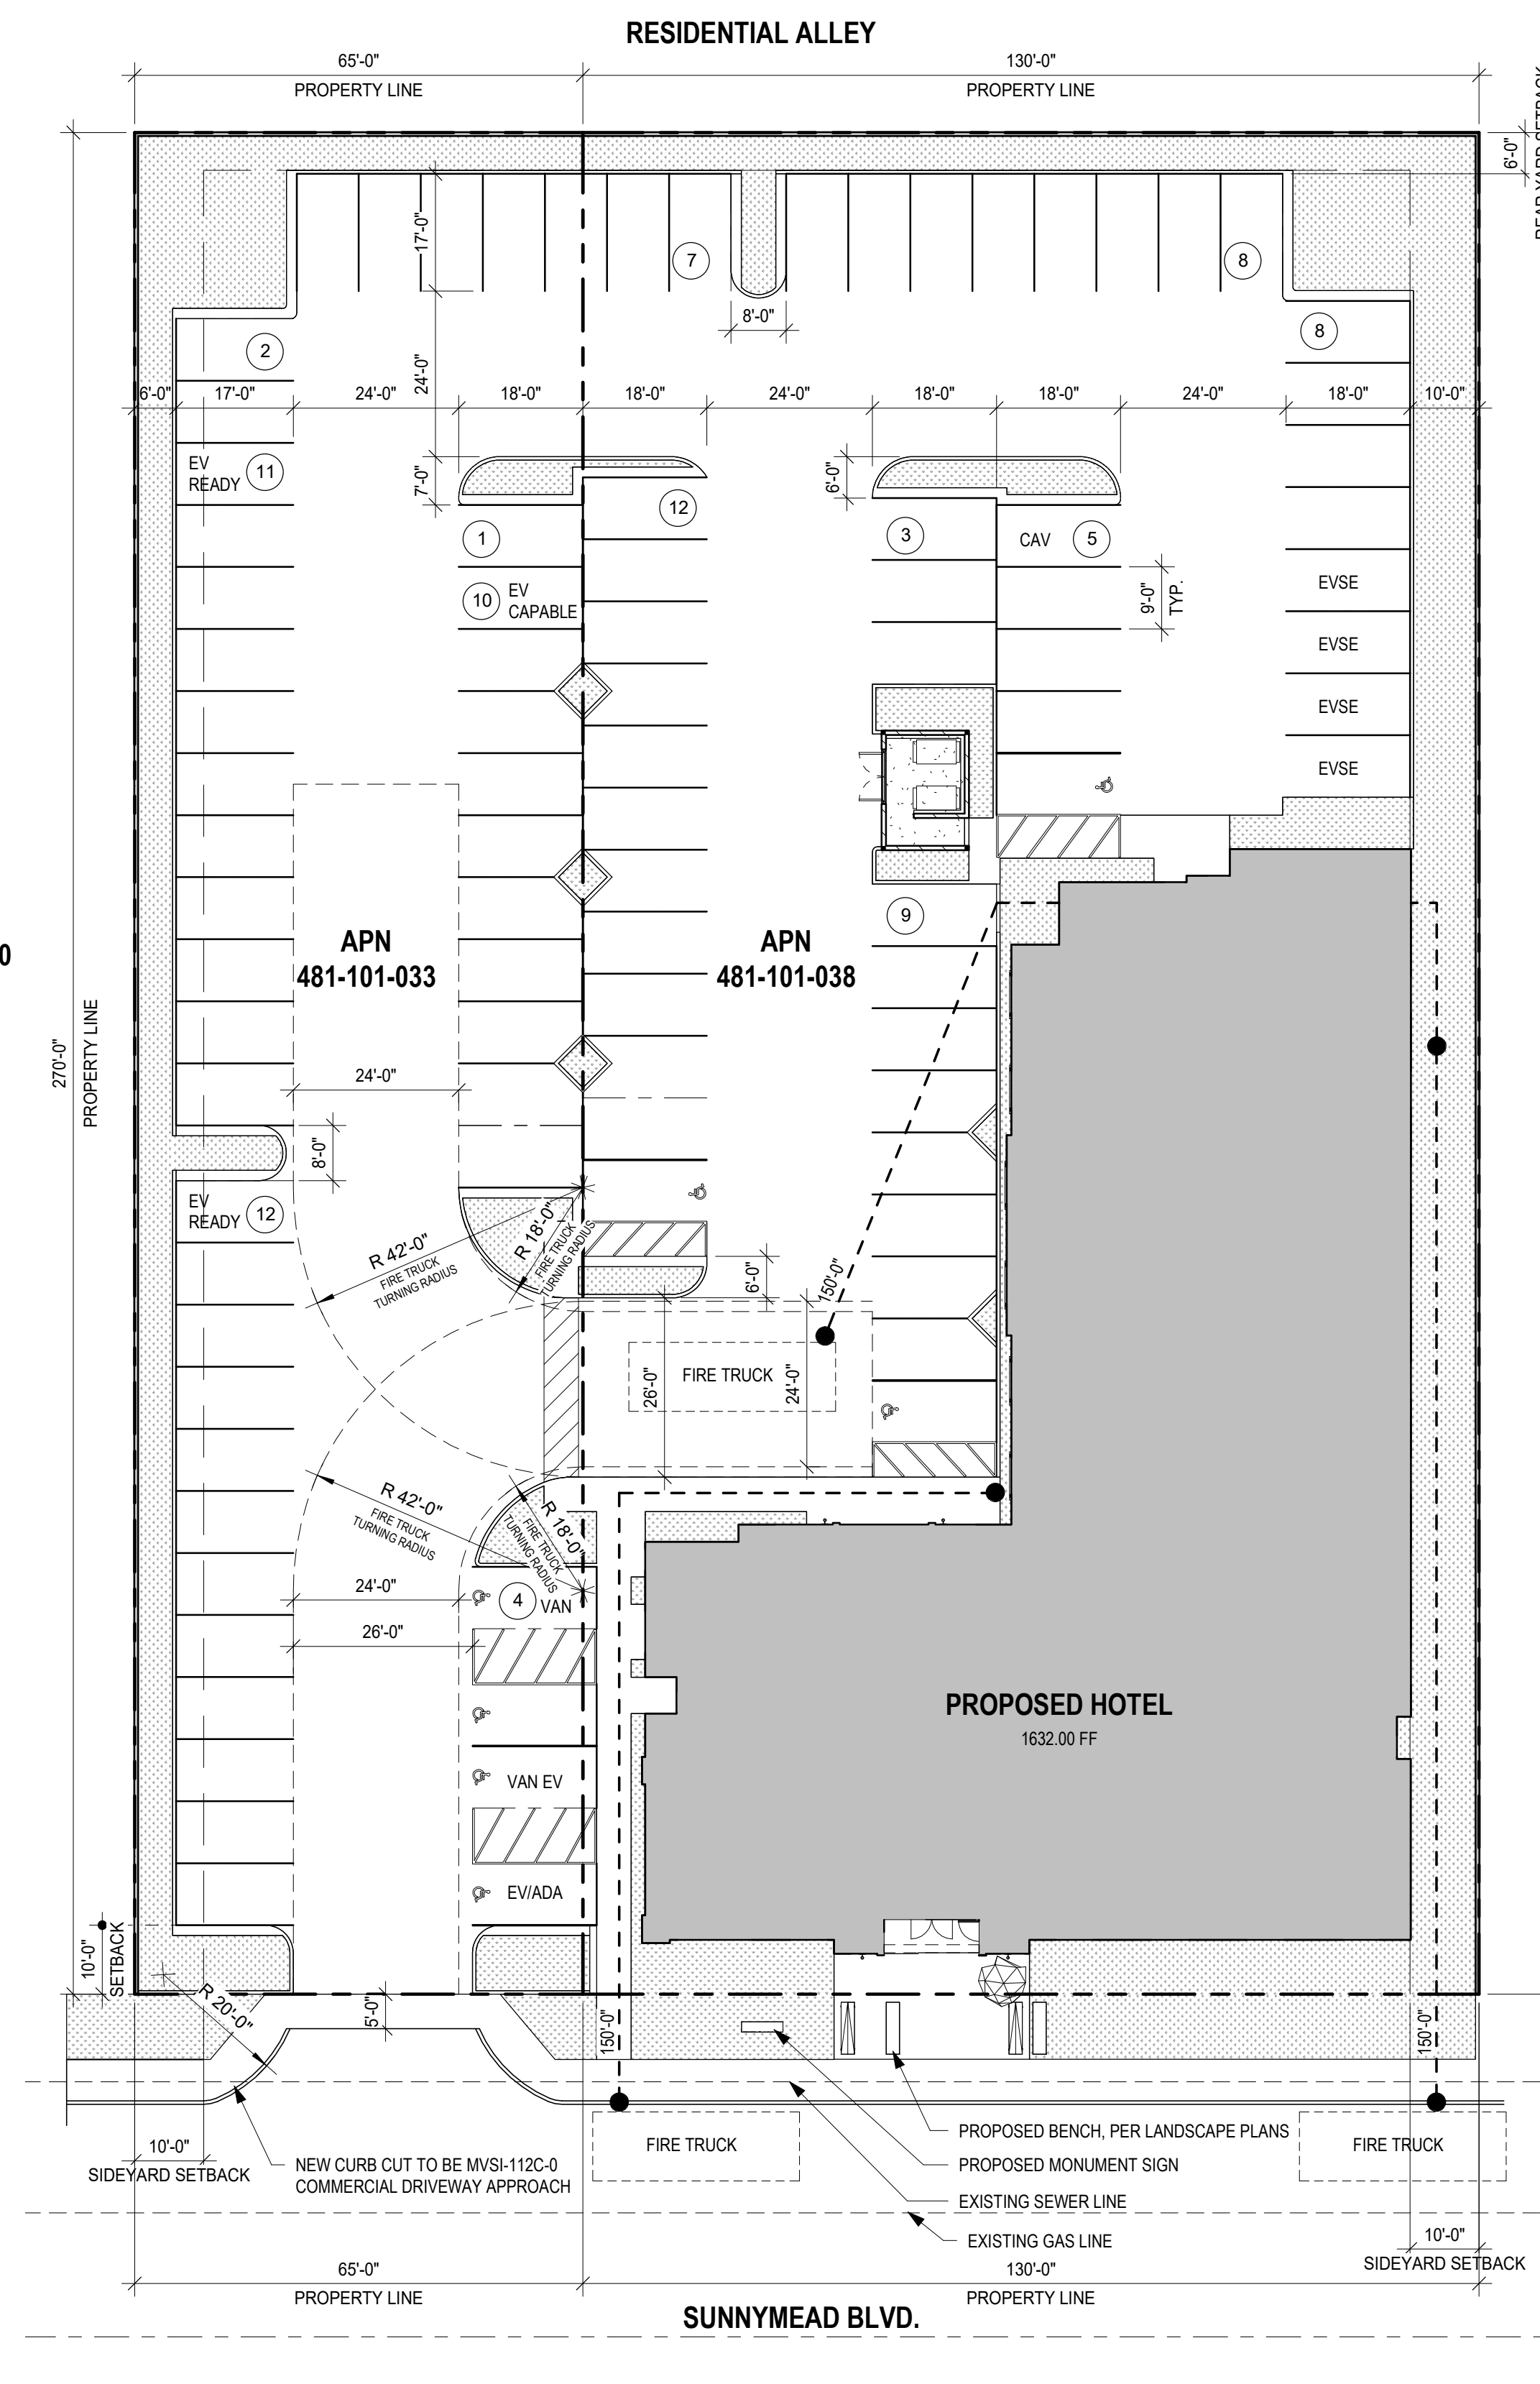 RESIDENTIAL ALLEY
65'-0"
130'-0"
PROPERTY LINE
PROPERTY LINE
6'-0"
17'-0"
7
8
8'-0"
2
8
24'-0"
6'-0"
17'-0"
24'-0"
18'-0"
18'-0"
24'-0"
18'-0"
18'-0"
24'-0"
18'-0"
10'-0"
EV
READY
11
7'-0"
6'-0"
12
1
3
CAV
5
10
EV
CAPABLE
9'-0"
TYP.
EVSE
EVSE
EVSE
EVSE
9
APN
481-101-033
APN
481-101-038
0
270'-0"
PROPERTY LINE
24'-0"
8'-0"
EV
READY
12
R 42'-0"
FIRE TRUCK
TURNING RADIUS
R 18'-0"
FIRE TRUCK
TURNING RADIUS
6'-0"
150'-0"
26'-0"
FIRE TRUCK
24'-0"
R 42'-0"
FIRE TRUCK
TURNING RADIUS
R 18'-0"
FIRE TRUCK
TURNING RADIUS
24'-0"
4
VAN
26'-0"
PROPOSED HOTEL
1632.00 FF
VAN EV
EV/ADA
10'-0"
SETBACK
R 20'-0"
5'-0"
150'-0"
150'-0"
10'-0"
SIDEYARD SETBACK
NEW CURB CUT TO BE MVSI-112C-0
COMMERCIAL DRIVEWAY APPROACH
FIRE TRUCK
PROPOSED BENCH, PER LANDSCAPE PLANS
PROPOSED MONUMENT SIGN
EXISTING SEWER LINE
EXISTING GAS LINE
FIRE TRUCK
10'-0"
SIDEYARD SETBACK
65'-0"
130'-0"
PROPERTY LINE
PROPERTY LINE
SUNNYMEAD BLVD.